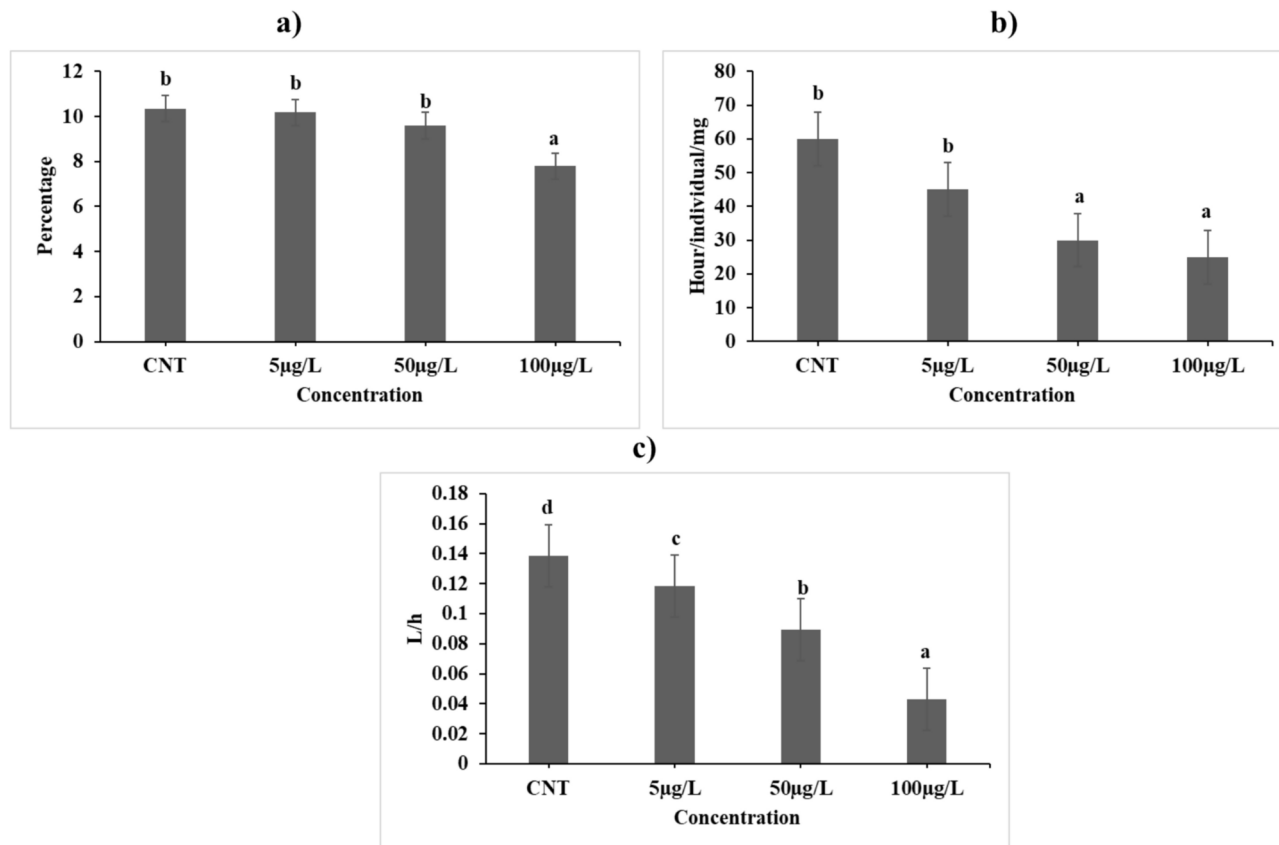 a)
12
10
8
6
4
2
0
Percentage
b
b
b
a
CNT
5µg/L
50µg/L
100µg/L
Concentration
b)
80
70
60
50
40
30
20
10
0
Hour/individual/mg
b
b
a
a
CNT
5µg/L
50µg/L
100µg/L
Concentration
c)
0.18
0.16
0.14
0.12
0.1
0.08
0.06
0.04
0.02
0
L/h
d
c
b
a
CNT
5µg/L
50µg/L
100µg/L
Concentration